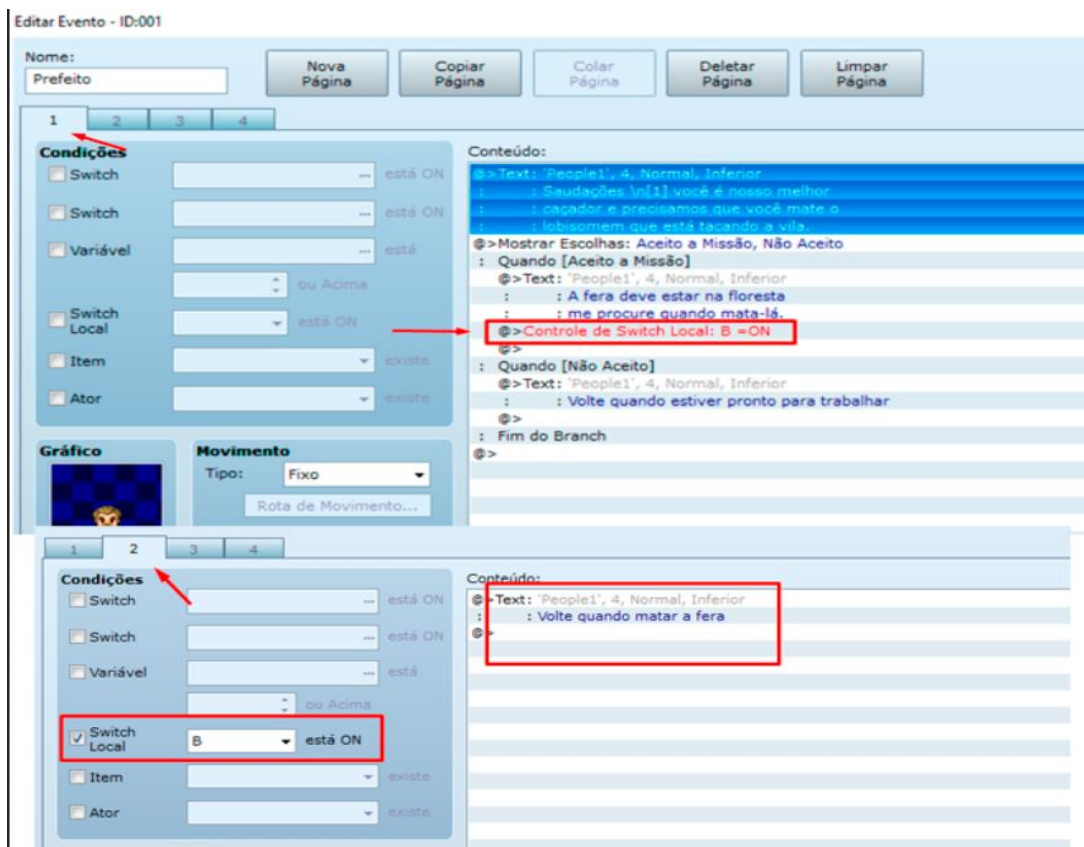 Editar Evento - ID:001
Nome:
Prefeito
Nova Página
Copiar Página
Colar Página
Deletar Página
Limpar Página
1 2 3 4
Condições
Switch ... está ON
Switch ... está ON
Variável ... está
ou Acima
Switch Local está ON
Item existe
Ator existe
Gráfico
Movimento
Tipo: Fixo
Rota de Movimento...
Conteúdo:
@>Text: 'People1', 4, Normal, Inferior
: : Saudações \n[1] você é nosso melhor
: : caçador e precisamos que você mate o
: : lobisomem que está tacando a vila.
@>Mostrar Escolhas: Aceito a Missão, Não Aceito
: Quando [Aceito a Missão]
@>Text: 'People1', 4, Normal, Inferior
: : A fera deve estar na floresta
: : me procure quando mata-lá.
@>Controle de Switch Local: B =ON
@>
: Quando [Não Aceito]
@>Text: 'People1', 4, Normal, Inferior
: : Volte quando estiver pronto para trabalhar
@>
: Fim do Branch
@>
1 2 3 4
Condições
Switch ... está ON
Switch ... está ON
Variável ... está
ou Acima
Switch Local B está ON
Item existe
Ator existe
Conteúdo:
@>Text: 'People1', 4, Normal, Inferior
: : Volte quando matar a fera
@>